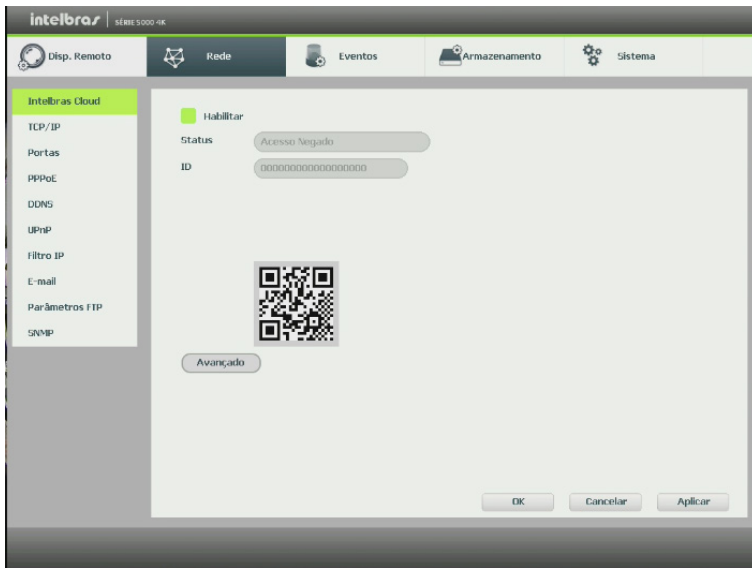 intelbras SÉRIE 5000 4K
Disp. Remoto
Rede
Eventos
Armazenamento
Sistema
Intelbras Cloud
TCP/IP
Portas
PPPoE
DDNS
UPnP
Filtro IP
E-mail
Parâmetros FTP
SNMP
Habilitar
Status Acesso Negado
ID 000000000000000000
Avançado
OK Cancelar Aplicar